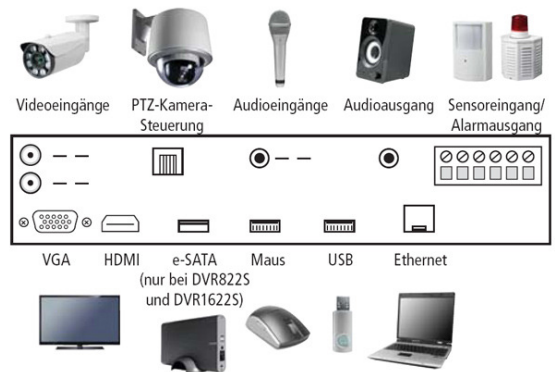 Videoeingänge PTZ-Kamera- Audioeingänge Audioausgang Sensoreingang/
Steuerung Alarmausgang
VGA HDMI e-SATA Maus USB Ethernet
(nur bei DVR822S
und DVR1622S)